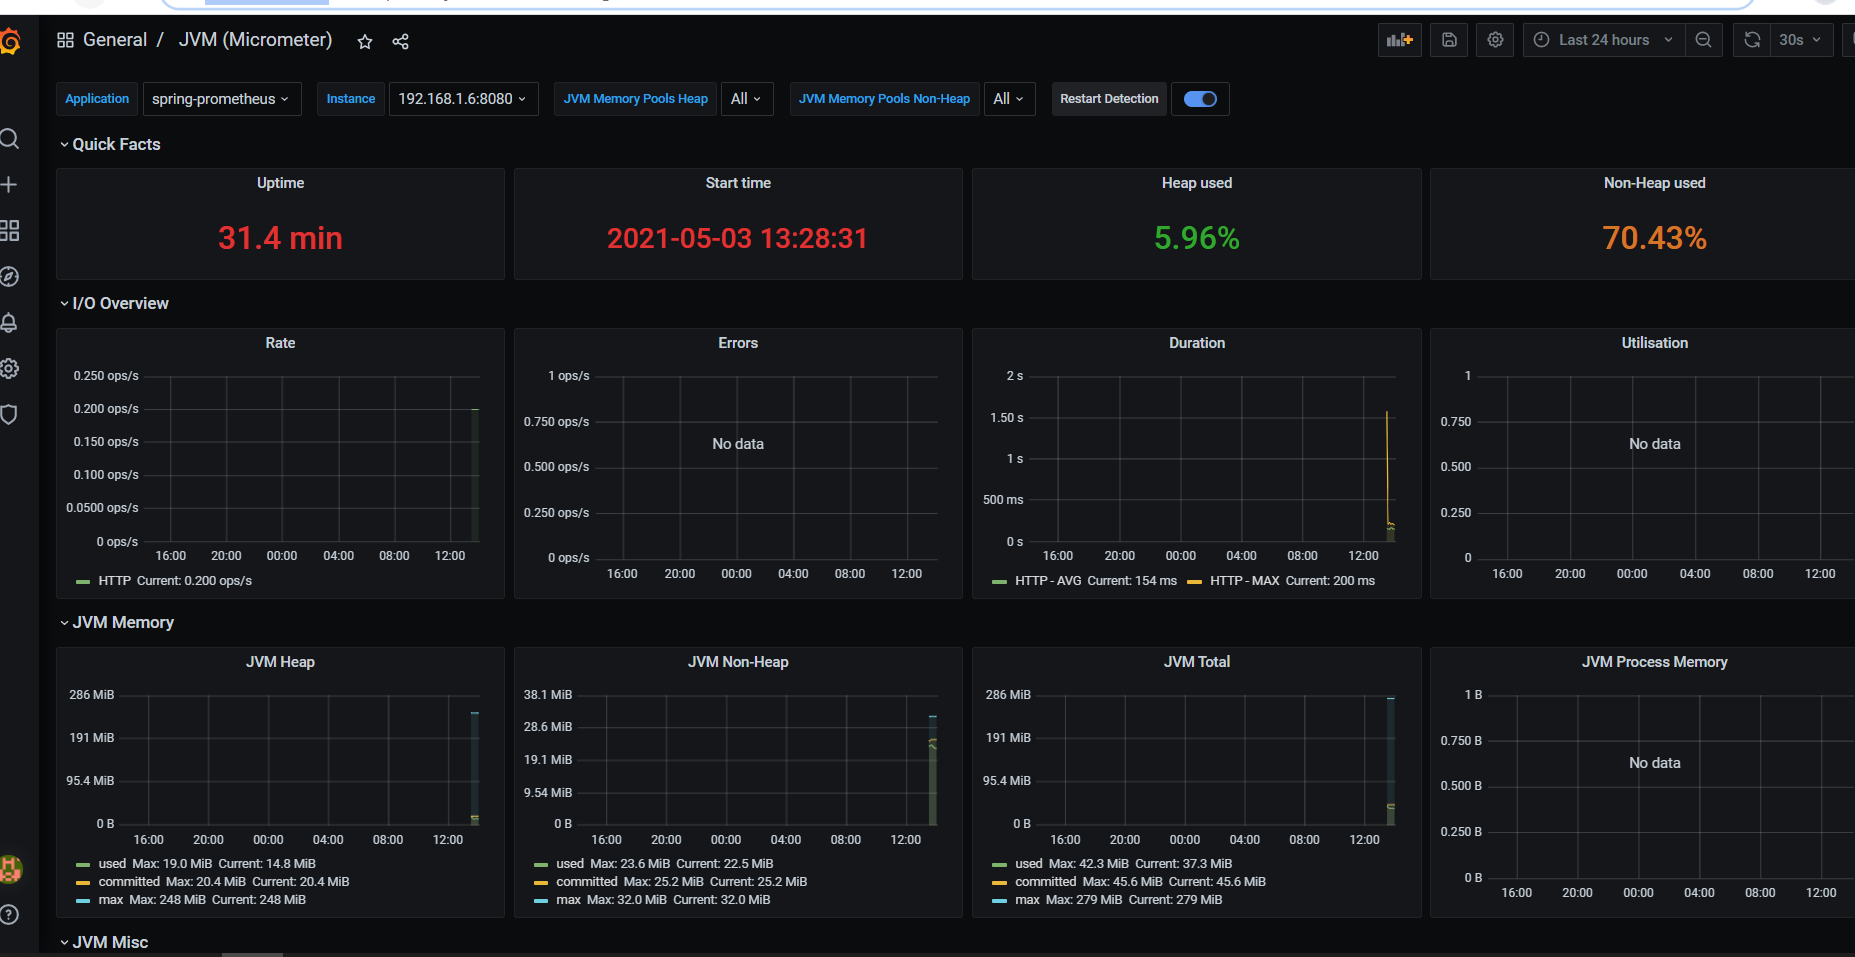 General / JVM (Micrometer)
Last 24 hours 30s
Application spring-prometheus Instance 192.168.1.6:8080 JVM Memory Pools Heap All JVM Memory Pools Non-Heap All Restart Detection
Quick Facts
Uptime Start time Heap used Non-Heap used
31.4 min 2021-05-03 13:28:31 5.96% 70.43%
I/O Overview
Rate
0.250 ops/s
0.200 ops/s
0.150 ops/s
0.100 ops/s
0.0500 ops/s
0 ops/s
16:00 20:00 00:00 04:00 08:00 12:00
HTTP Current: 0.200 ops/s
Errors
1 ops/s
0.750 ops/s
No data
0.500 ops/s
0.250 ops/s
0 ops/s
16:00 20:00 00:00 04:00 08:00 12:00
Duration
2 s
1.50 s
1 s
500 ms
0 s
16:00 20:00 00:00 04:00 08:00 12:00
HTTP - AVG Current: 154 ms HTTP - MAX Current: 200 ms
Utilisation
1
0.750
No data
0.500
0.250
0
16:00 20:00 00:00 04:00 08:00 12:00
JVM Memory
JVM Heap
286 MiB
191 MiB
95.4 MiB
0 B
16:00 20:00 00:00 04:00 08:00 12:00
used Max: 19.0 MiB Current: 14.8 MiB
committed Max: 20.4 MiB Current: 20.4 MiB
max Max: 248 MiB Current: 248 MiB
JVM Non-Heap
38.1 MiB
28.6 MiB
19.1 MiB
9.54 MiB
0 B
16:00 20:00 00:00 04:00 08:00 12:00
used Max: 23.6 MiB Current: 22.5 MiB
committed Max: 25.2 MiB Current: 25.2 MiB
max Max: 32.0 MiB Current: 32.0 MiB
JVM Total
286 MiB
191 MiB
95.4 MiB
0 B
16:00 20:00 00:00 04:00 08:00 12:00
used Max: 42.3 MiB Current: 37.3 MiB
committed Max: 45.6 MiB Current: 45.6 MiB
max Max: 279 MiB Current: 279 MiB
JVM Process Memory
1 B
0.750 B
No data
0.500 B
0.250 B
0 B
16:00 20:00 00:00 04:00 08:00 12:00
JVM Misc